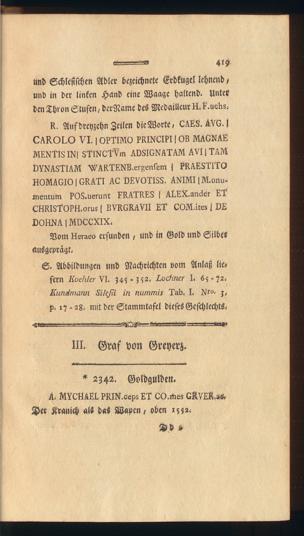 419
und Schlesischen Adler bezeichnete Erdkugel lehnend,
und in der linken Hand eine Waage haltend. Unter
den Thron Stufen, der Name des Medailleur H. F.uchs.
R. Auf dreyzehn Zeilen die Worte, CAES. AVG. |
CAROLO VI. | OPTIMO PRINCIPI | OB MAGNAE
MENTIS IN | STINCTVm ADSIGNATAM AVI | TAM
DYNASTIAM WARTENB.ergensem | PRAESTITO
HOMAGIO | GRATI AC DEVOTISS. ANIMI | M.onu-
mentum POS.uerunt FRATRES | ALEX.ander ET
CHRISTOPH.orus | BVRGRAVII ET COM.ites | DE
DOHNA | MDCCXIX.
Vom Heraeo erfunden, und in Gold und Silber
ausgeprägt.
S. Abbildungen und Nachrichten vom Anlaß lie-
fern Koehler VI. 345-352. Lochner I. 65-72.
Kundmann Silesii in nummis Tab. I. Nro. 3.
p. 17-28. mit der Stammtafel dieses Geschlechts.
III. Graf von Greyerz.
* 2342. Goldgulden.
A. MYCHAEL PRIN.ceps ET CO.mes GRVER.ae.
Der Kranich als das Wapen, oben 1552.
Dd